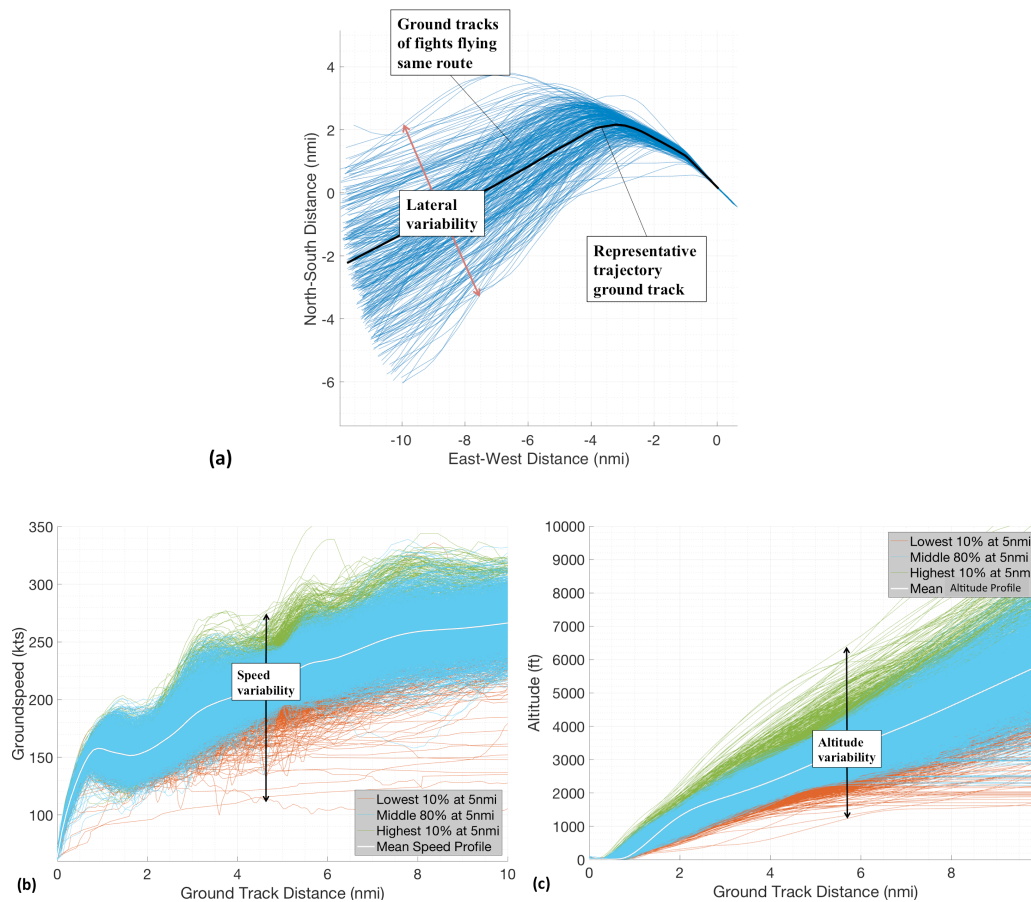 Ground tracks
of fights flying
same route
4
2
0
-2
-4
-6
North-South Distance (nmi)
Lateral
variability
Representative
trajectory
ground track
-10
-8
-6
-4
-2
0
East-West Distance (nmi)
(a)
350
300
250
200
150
100
Groundspeed (kts)
Speed
variability
Lowest 10% at 5nmi
Middle 80% at 5nmi
Highest 10% at 5nmi
Mean Speed Profile
0
2
4
6
8
10
Ground Track Distance (nmi)
(b)
10000
9000
8000
7000
6000
5000
4000
3000
2000
1000
0
Altitude (ft)
Lowest 10% at 5nmi
Middle 80% at 5nmi
Highest 10% at 5nmi
Mean Altitude Profile
Altitude
variability
0
2
4
6
8
Ground Track Distance (nmi)
(c)